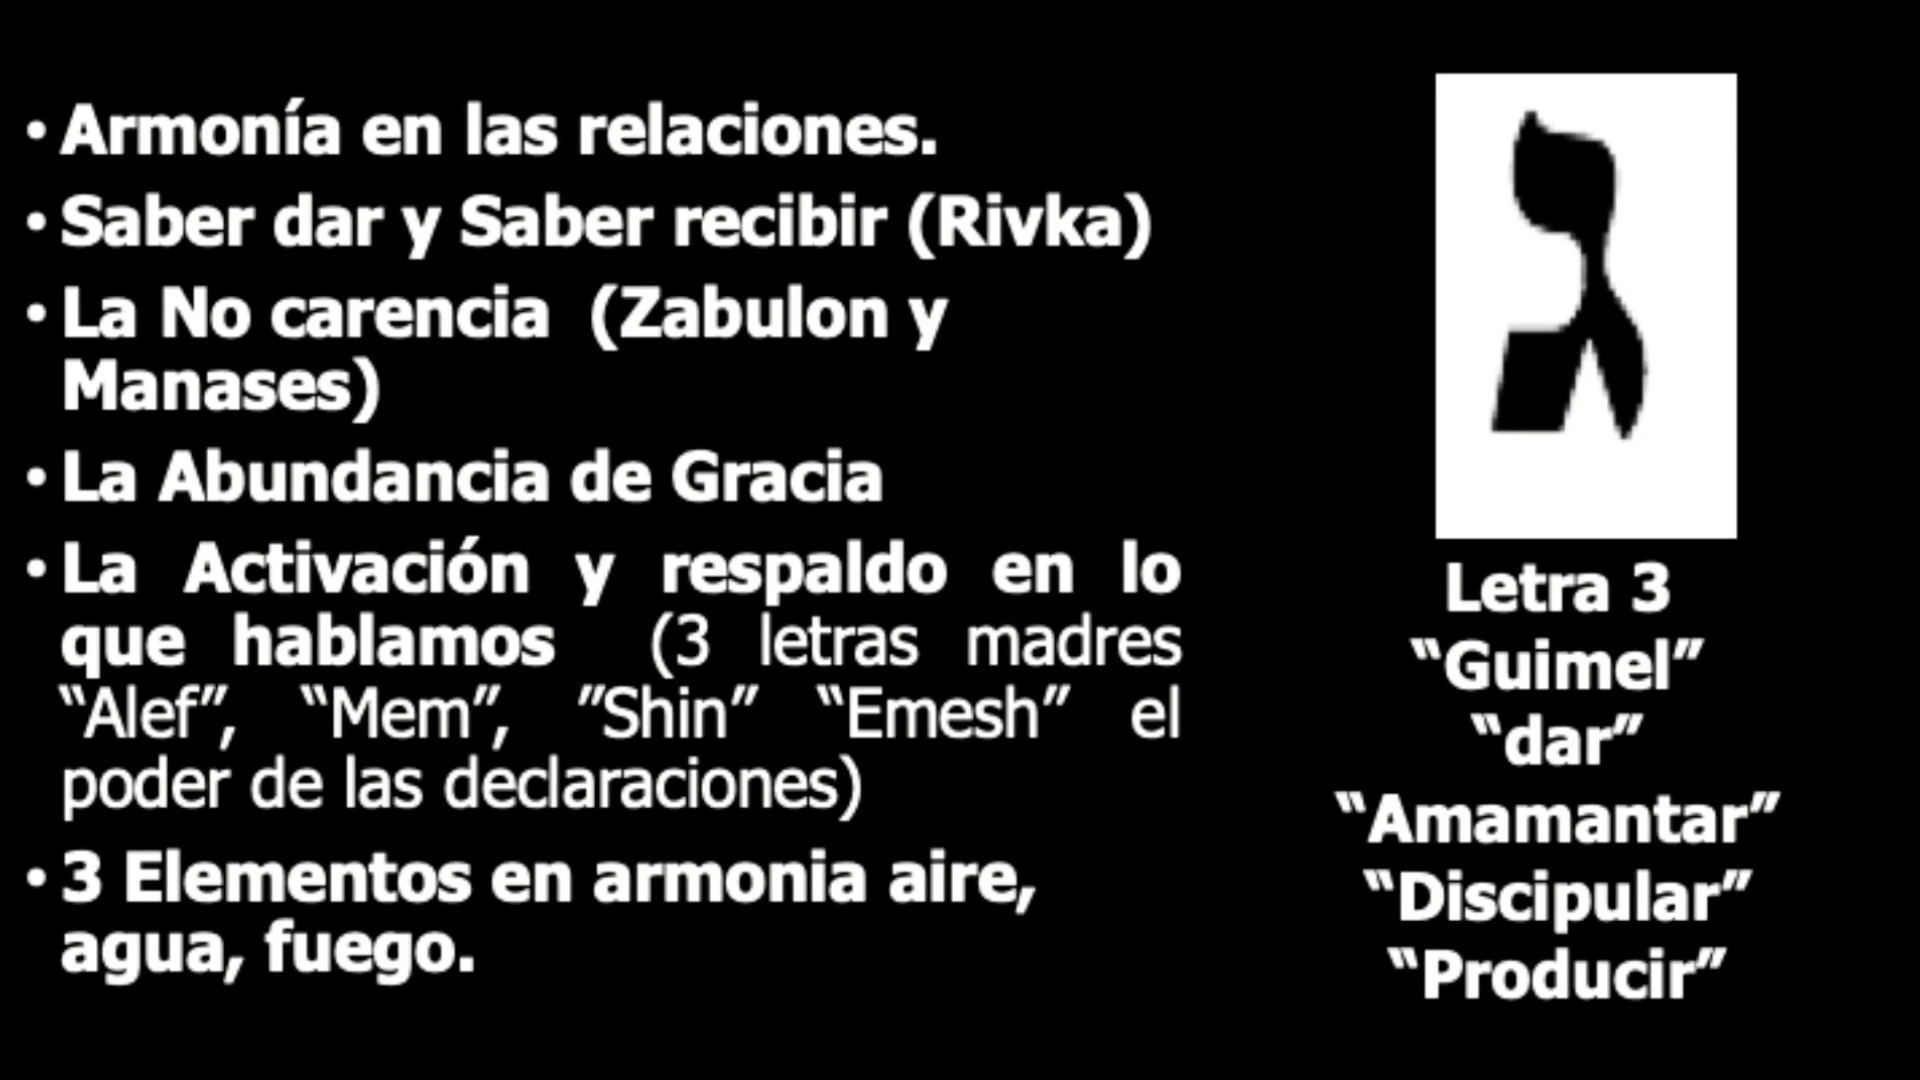 • Armonía en las relaciones.
• Saber dar y Saber recibir (Rivka)
• La No carencia  (Zabulon y
Manases)
• La Abundancia de Gracia
• La Activación y respaldo en lo
que hablamos (3 letras madres
“Alef”, “Mem”, ”Shin” “Emesh” el
poder de las declaraciones)
• 3 Elementos en armonia aire,
agua, fuego.
ג
Letra 3
“Guimel”
“dar”
“Amamantar”
“Discipular”
“Producir”